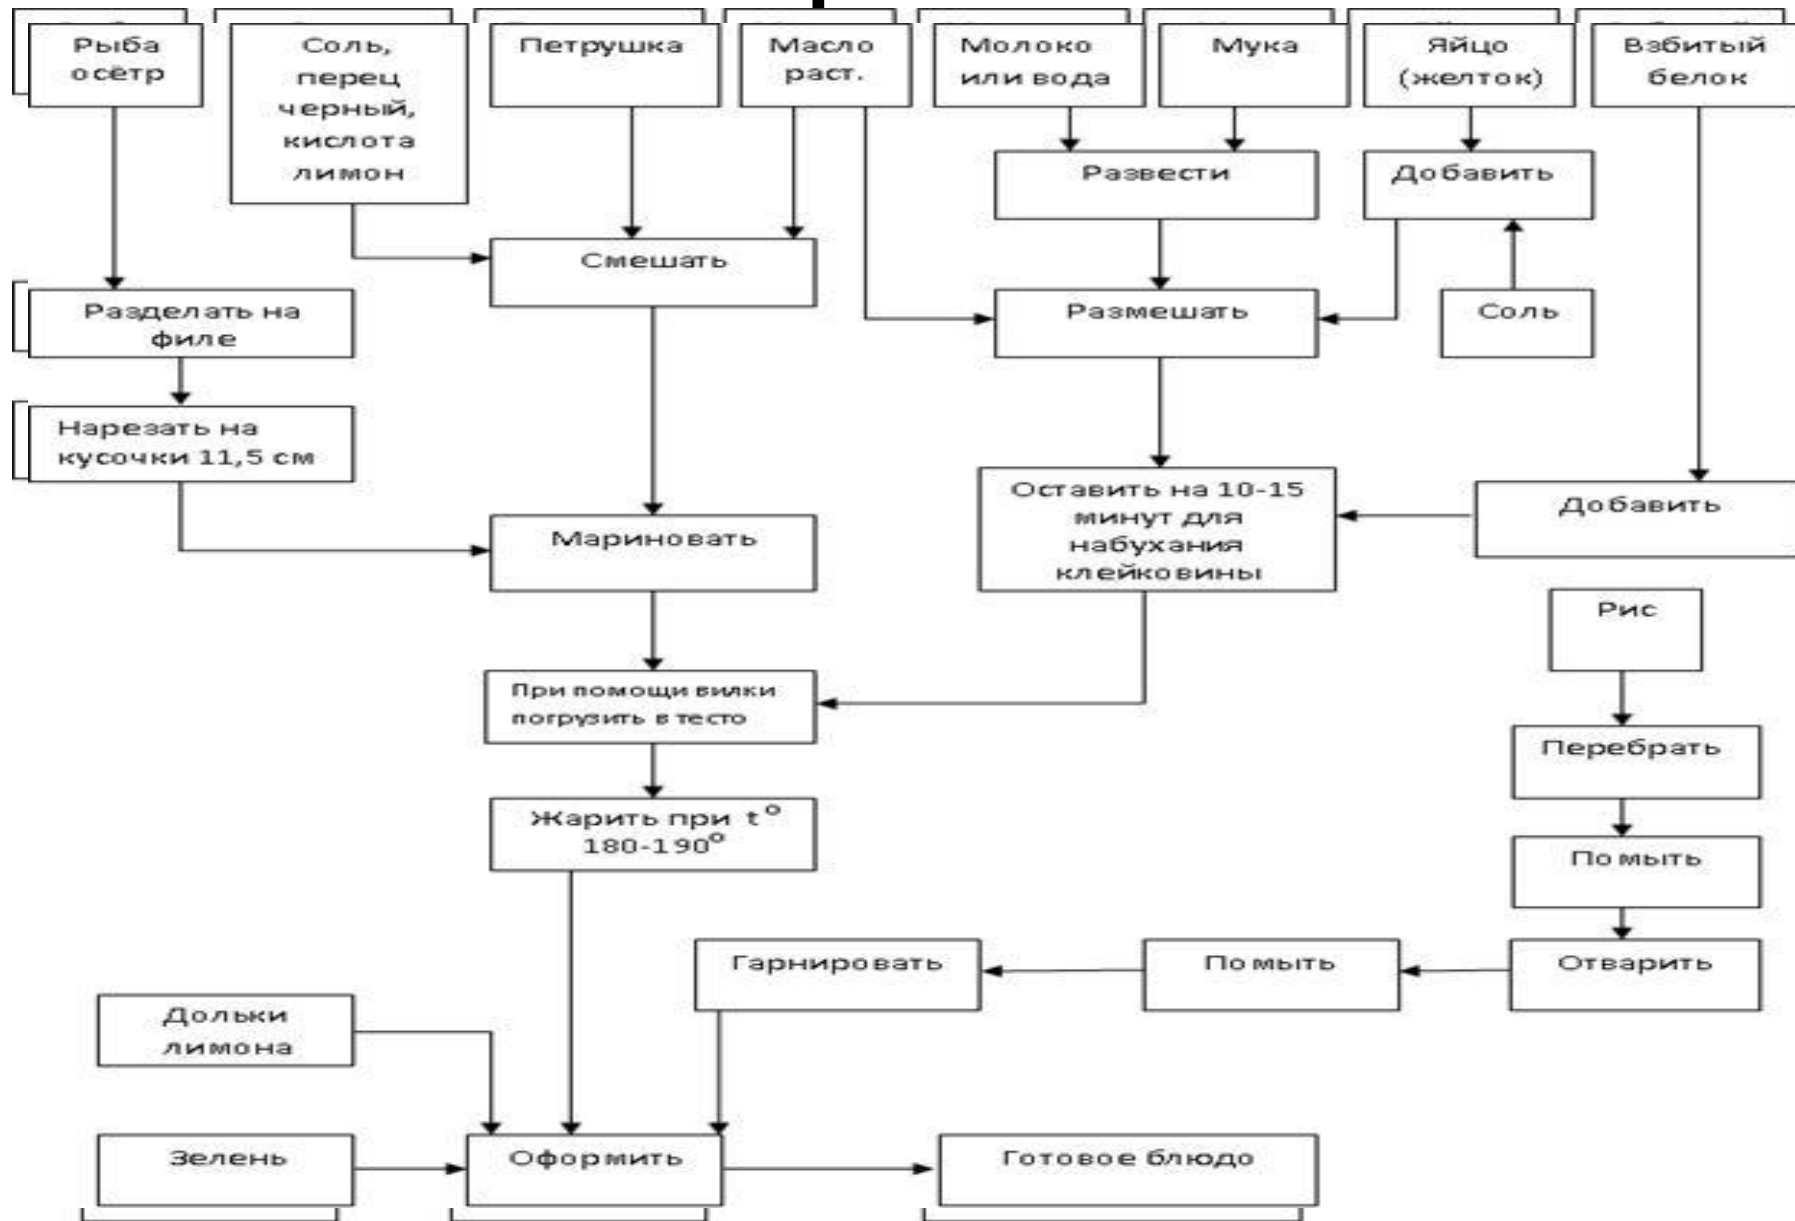 Рыба
осётр
Соль,
перец
черный,
кислота
лимон
Петрушка
Масло
раст.
Молоко
или вода
Мука
Яйцо
(желток)
Взбитый
белок
Развести
Добавить
Смешать
Разделать на
филе
Размешать
Соль
Нарезать на
кусочки 11,5 см
Оставить на 10-15
минут для
набухания
клейковины
Добавить
Мариновать
Рис
При помощи вилки
погрузить в тесто
Перебрать
Жарить при t°
180-190°
Помыть
Гарнировать
Помыть
Отварить
Дольки
лимона
Зелень
Оформить
Готовое блюдо